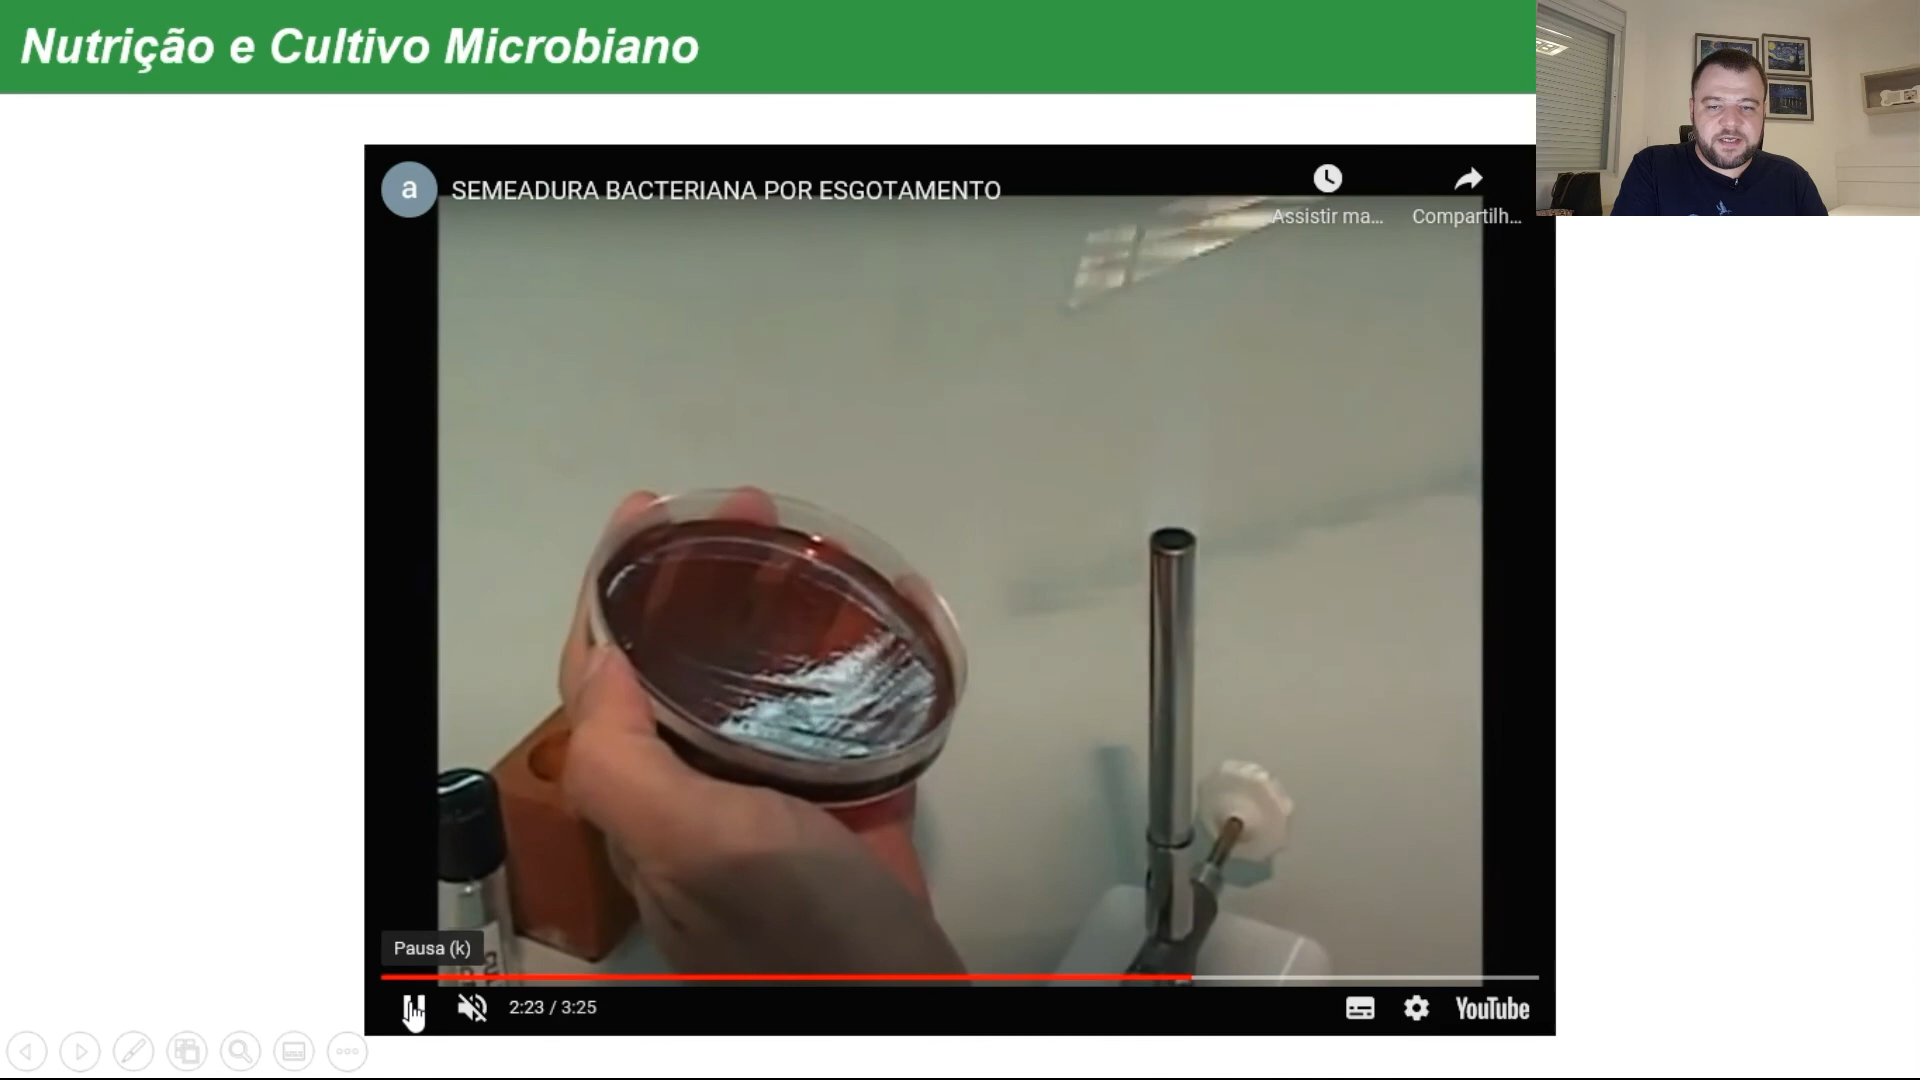 Nutrição e Cultivo Microbiano
a
SEMEADURA BACTERIANA POR ESGOTAMENTO
Assistir ma...
Compartilh...
Pausa (k)
2:23 / 3:25
YouTube